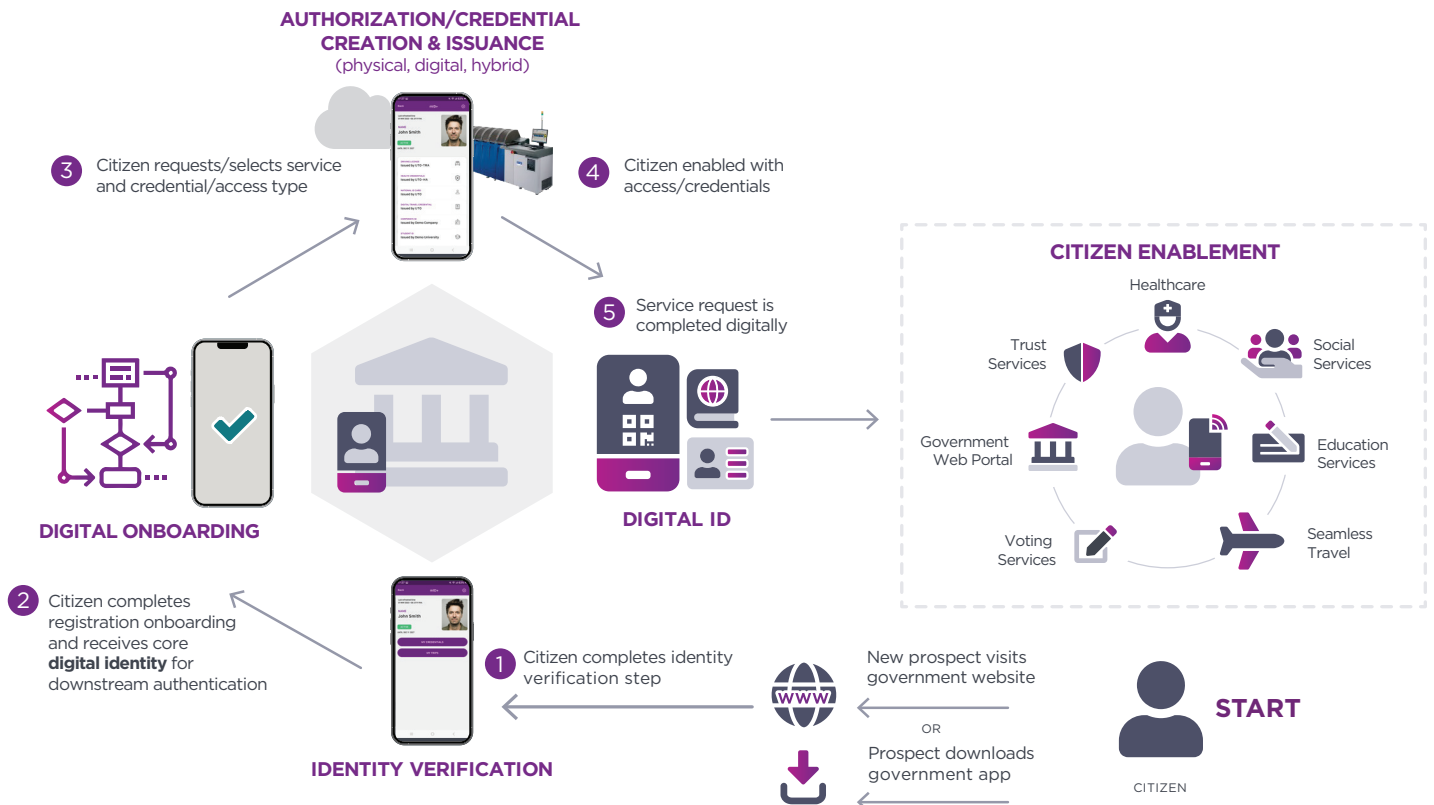 AUTHORIZATION/CREDENTIAL
CREATION & ISSUANCE
(physical, digital, hybrid)
John Smith
3
Citizen requests/selects service
and credential/access type
4
Citizen enabled with
access/credentials
5
Service request is
completed digitally
DIGITAL ONBOARDING
DIGITAL ID
CITIZEN ENABLEMENT
Healthcare
Trust
Services
Social
Services
Government
Web Portal
Education
Services
Voting
Services
Seamless
Travel
2
Citizen completes
registration onboarding
and receives core
digital identity for
downstream authentication
John Smith
1
Citizen completes identity
verification step
IDENTITY VERIFICATION
WWW
New prospect visits
government website
OR
Prospect downloads
government app
START
CITIZEN